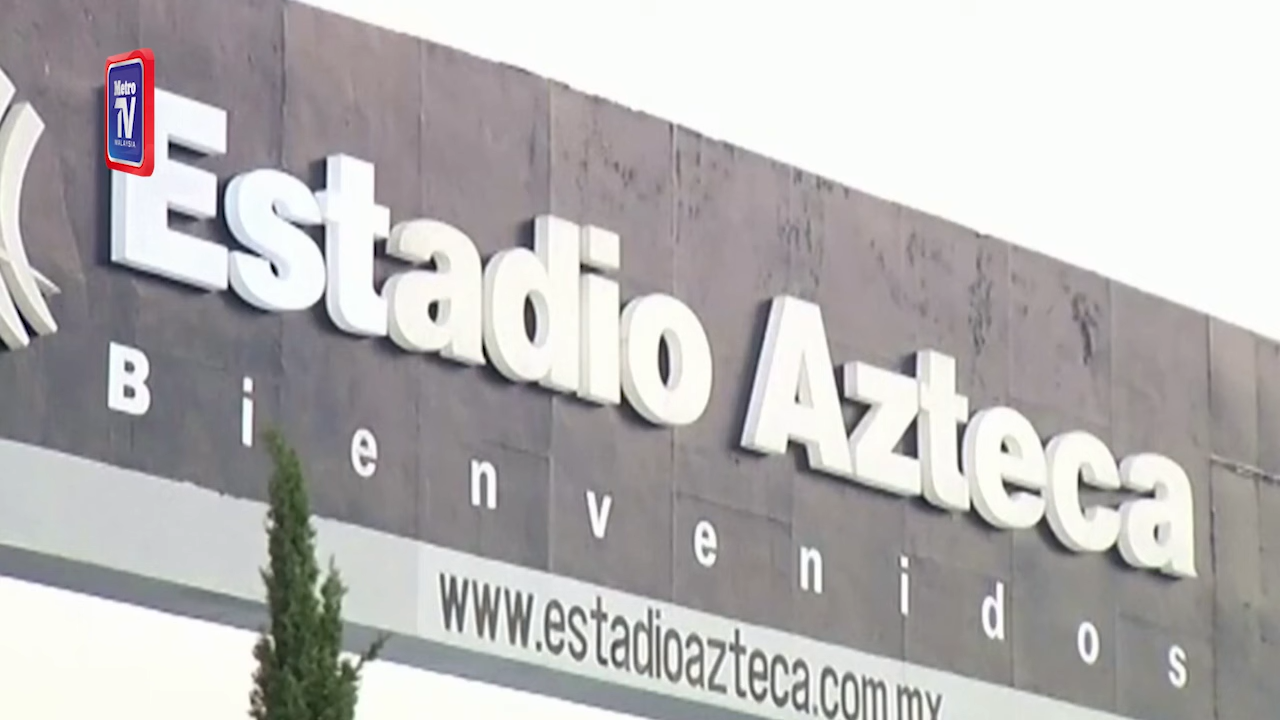 Metro
TV
MALAYSIA
Estadio Azteca
Bienvenidos
www.estadioazteca.com.mx